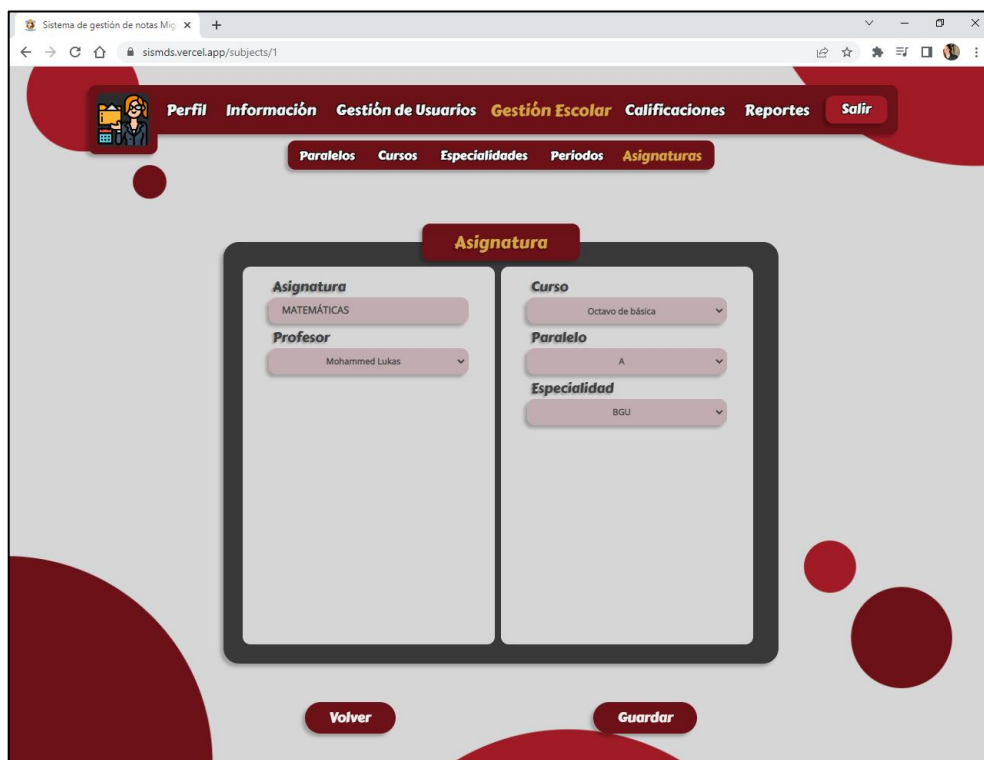 Sistema de gestión de notas Mig
sismds.vercel.app/subjects/1
Perfil Información Gestión de Usuarios Gestión Escolar Calificaciones Reportes Salir
Paralelos Cursos Especialidades Períodos Asignaturas
Asignatura
Asignatura
MATEMÁTICAS
Profesor
Mohammed Lukas
Curso
Octavo de básica
Paralelo
A
Especialidad
BGU
Volver Guardar